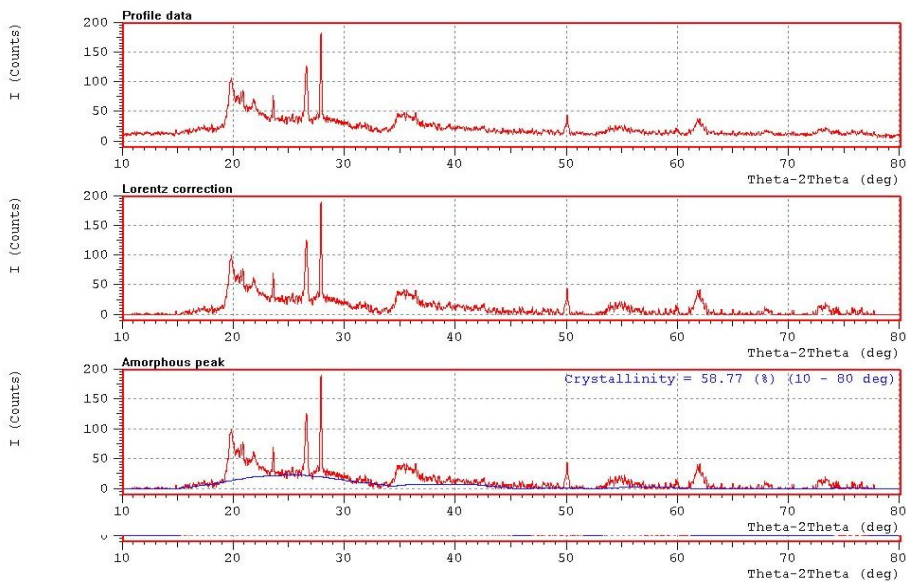 Profile data
I (Counts)
200
150
100
50
0
10 20 30 40 50 60 70 80
Theta-2Theta (deg)
Lorentz correction
I (Counts)
200
150
100
50
0
10 20 30 40 50 60 70 80
Theta-2Theta (deg)
Amorphous peak
I (Counts)
Crystallinity = 58.77 (%) (10 - 80 deg)
200
150
100
50
0
10 20 30 40 50 60 70 80
Theta-2Theta (deg)
0
10 20 30 40 50 60 70 80
Theta-2Theta (deg)